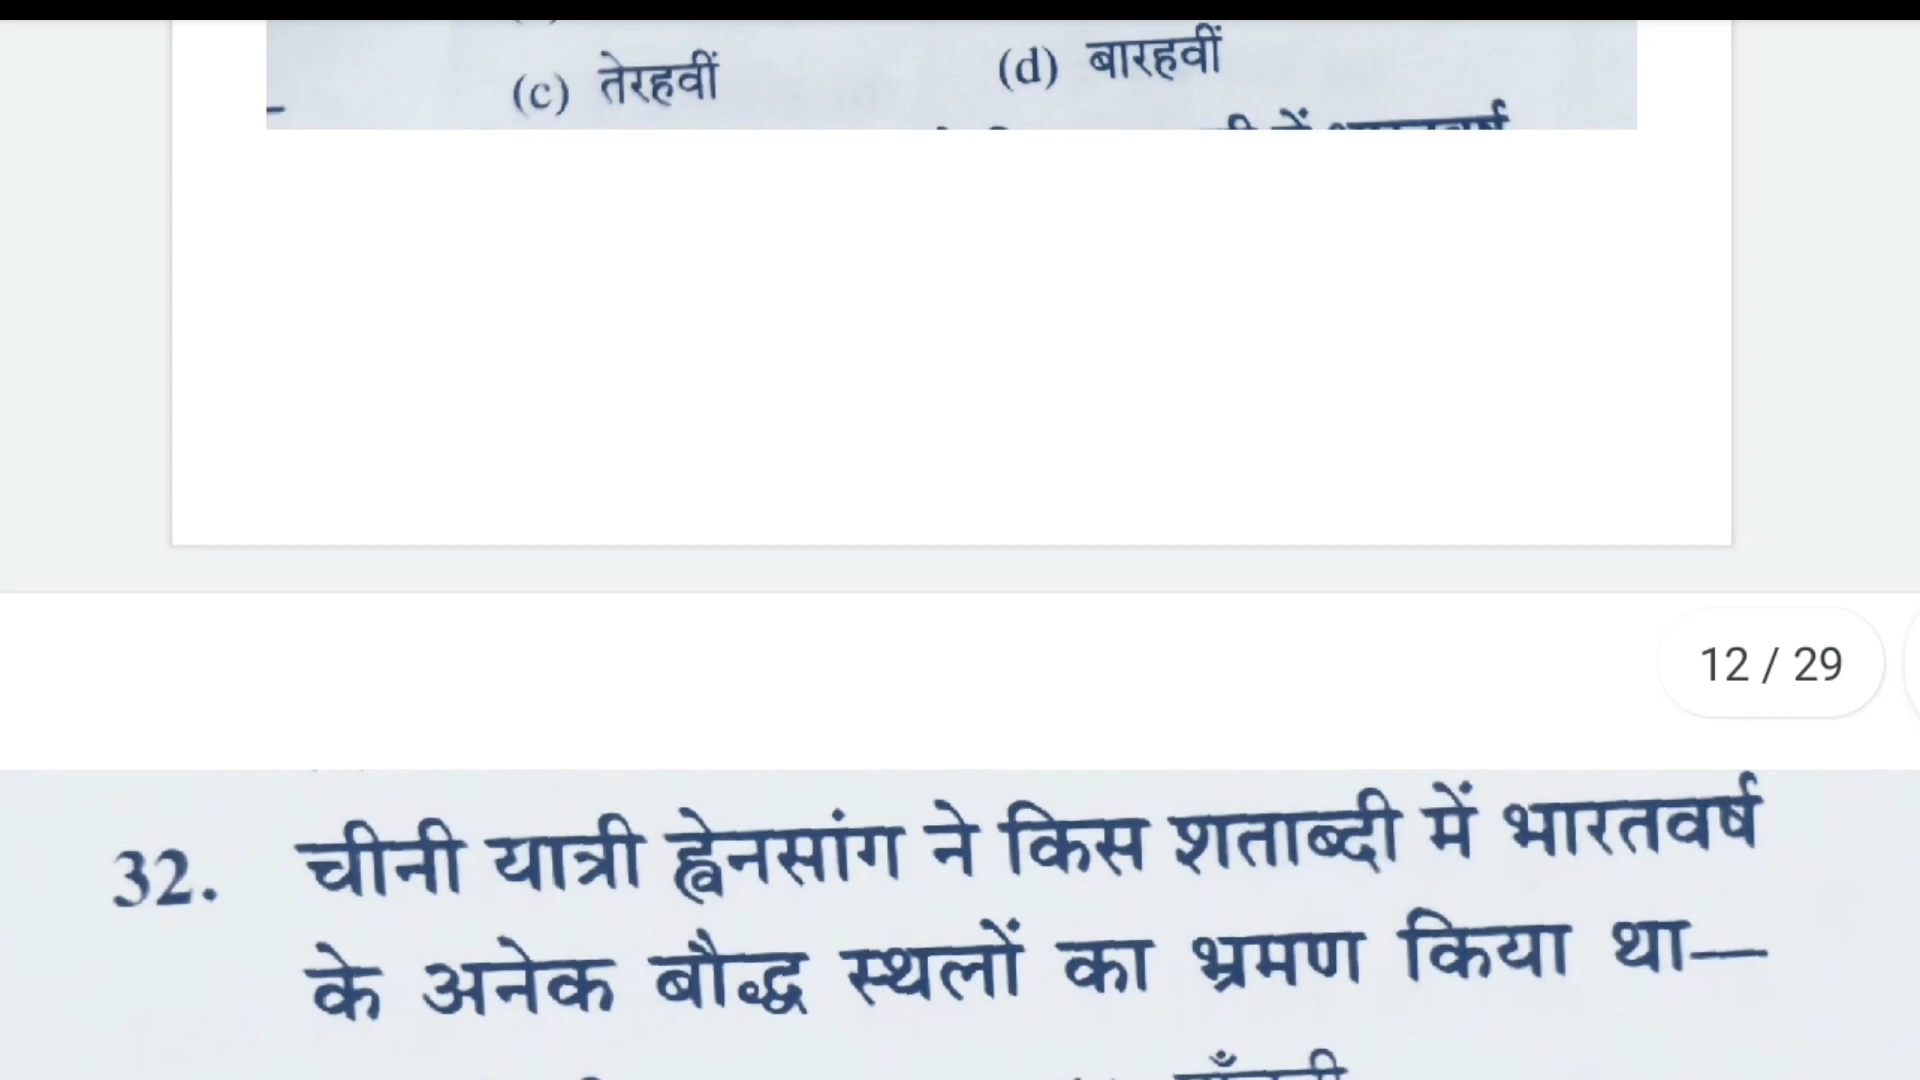 (c) तेरहवीं (d) बारहवीं
12 / 29
32. चीनी यात्री ह्वेनसांग ने किस शताब्दी में भारतवर्ष
के अनेक बौद्ध स्थलों का भ्रमण किया था—